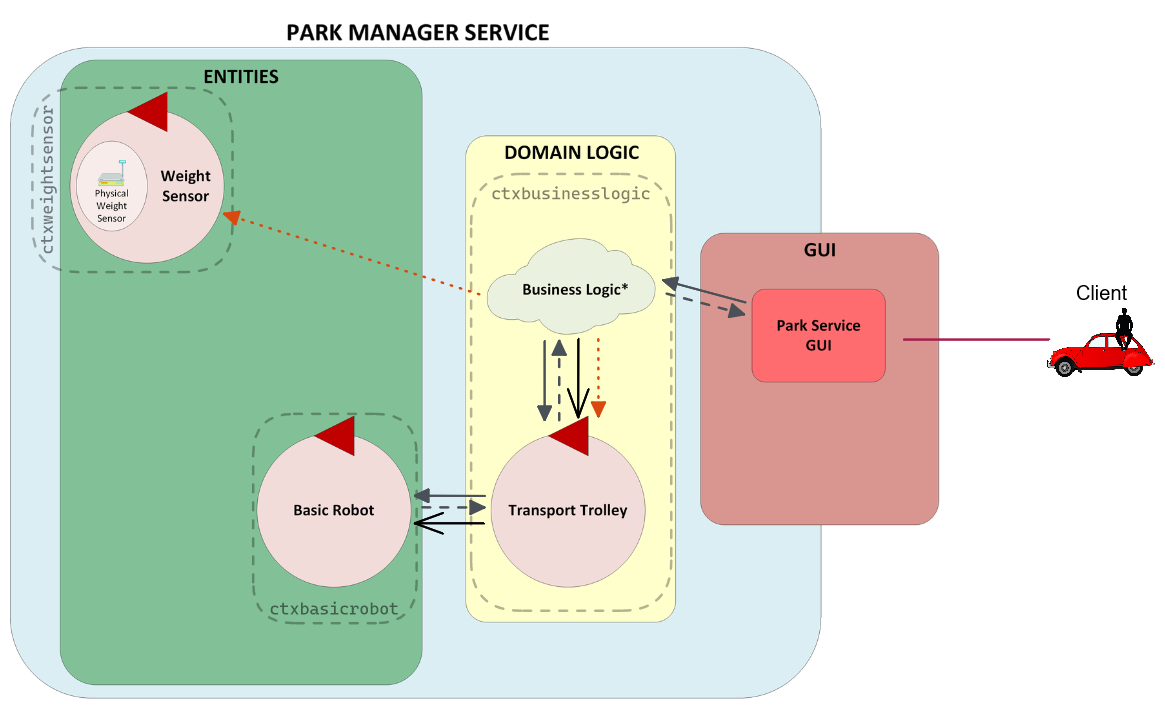 PARK MANAGER SERVICE
ENTITIES
ctxweightsensor
Weight
Sensor
Physical
Weight
Sensor
DOMAIN LOGIC
ctxbusinesslogic
Business Logic*
GUI
Park Service
GUI
Client
Basic Robot
ctxbasicrobot
Transport Trolley